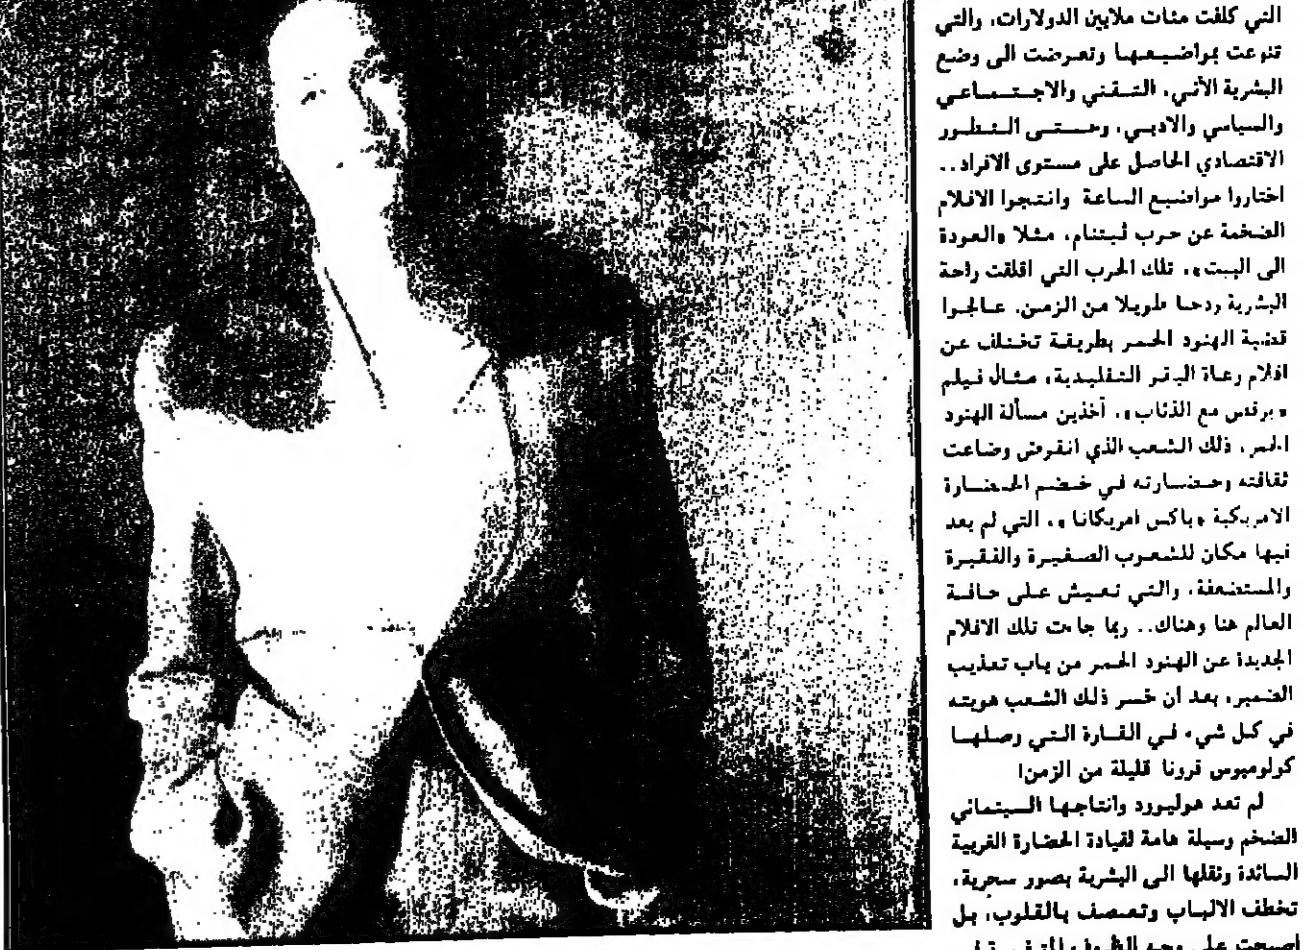 التي كلفت مئات ملايين الدولارات، والتي
تنوعت بمواضيعها وتعرضت الى وضع
البشرية الآني، التقني والاجتماعي
والسياسي والادبي، وحتى التطور
الاقتصادي الحاصل على مستوى الافراد..
اختاروا مواضيع الساعة وانتجوا الافلام
الضخمة عن حرب ڤيتنام، مثلا «العودة
الى البيت»، تلك الحرب التي اقلقت راحة
البشرية ردحا طويلا من الزمن. عالجوا
قضية الهنود الحمر بطريقة تختلف عن
افلام رعاة البقر التقليدية، مثال فيلم
«يرقص مع الذئاب»، آخذين مسألة الهنود
الحمر، ذلك الشعب الذي انقرض وضاعت
ثقافته وحضارته في خضم الحضارة
الامريكية «باكس امريكانا»، التي لم يعد
فيها مكان للشعوب الصغيرة والفقيرة
والمستضعفة، والتي تعيش على حافة
العالم هنا وهناك.. ربما جاءت تلك الافلام
الجديدة عن الهنود الحمر من باب تعذيب
الضمير، بعد ان خسر ذلك الشعب هويته
في كل شيء في القارة التي وصلها
كولومبوس قرونا قليلة من الزمن!
لم تعد هوليوود وانتاجها السينمائي
الضخم وسيلة هامة لقيادة الحضارة الغربية
السائدة ونقلها الى البشرية بصور سحرية،
تخطف الالباب وتعصف بالقلوب، بل
اصبحت على وجه